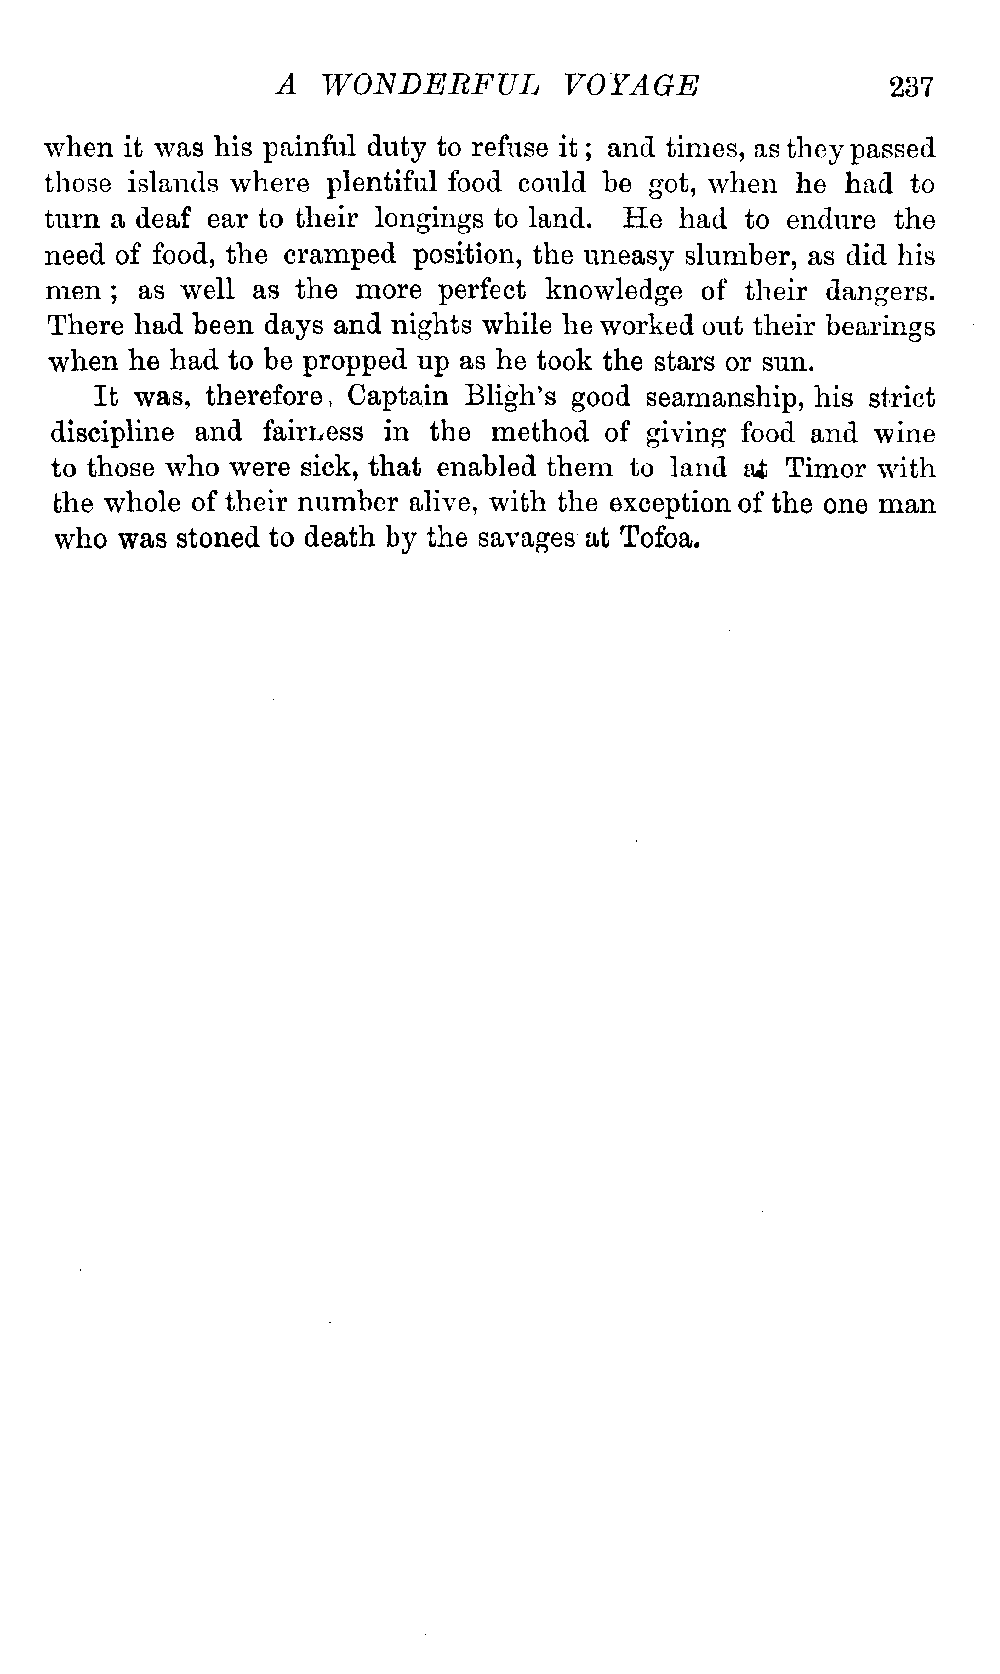 A WONDERFUL VOYAGE 237
when it was his painful duty to refuse it; and times, as they passed
those islands where plentiful food could be got, when he had to
turn a deaf ear to their longings to land. He had to endure the
need of food, the cramped position, the uneasy slumber, as did his
men; as well as the more perfect knowledge of their dangers.
There had been days and nights while he worked out their bearings
when he had to be propped up as he took the stars or sun.
It was, therefore, Captain Bligh's good seamanship, his strict
discipline and fairness in the method of giving food and wine
to those who were sick, that enabled them to land at Timor with
the whole of their number alive, with the exception of the one man
who was stoned to death by the savages at Tofoa.